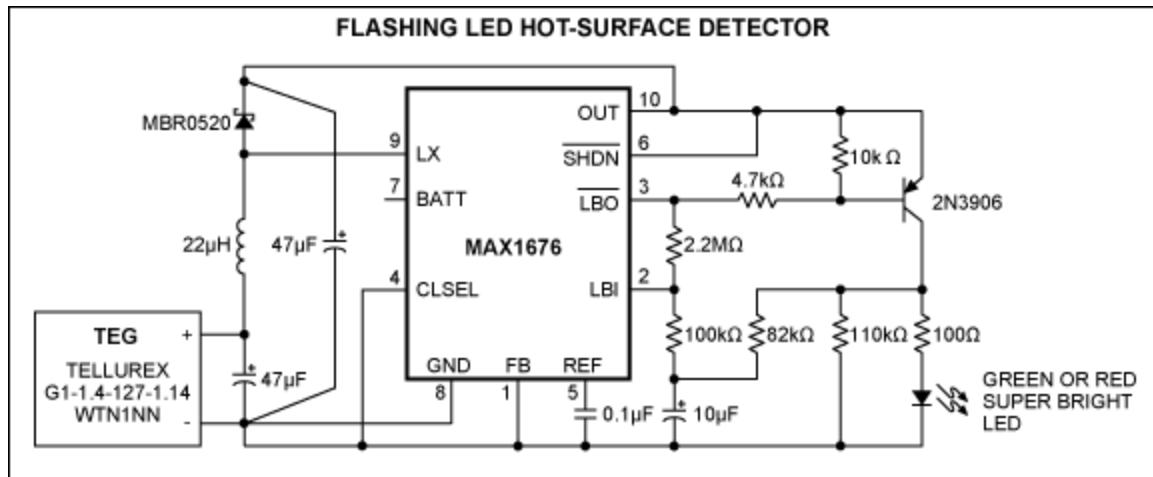 FLASHING LED HOT-SURFACE DETECTOR
MBR0520
22µH
47µF
TEG
+
TELLUREX
G1-1.4-127-1.14
WTN1NN
-
47µF
9 LX
7 BATT
4 CLSEL
MAX1676
OUT 10
SHDN 6
LBO 3
LBI 2
GND FB REF
8 1 5
0.1µF
10µF
10k Ω
4.7kΩ
2N3906
2.2MΩ
100kΩ
82kΩ
110kΩ
100Ω
GREEN OR RED
SUPER BRIGHT
LED